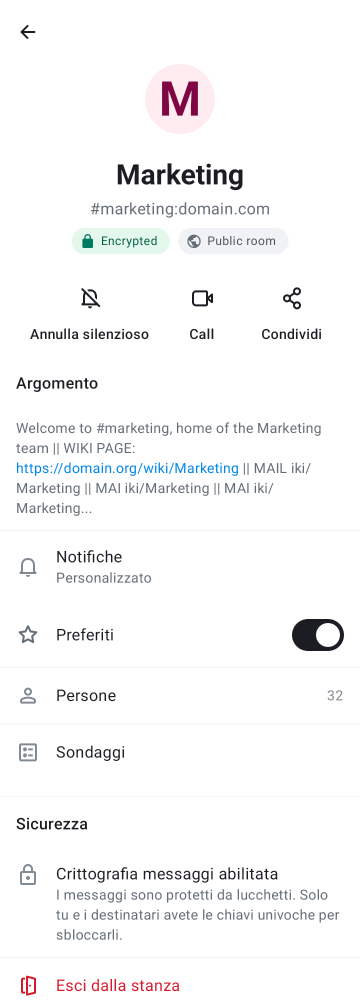 M
Marketing
#marketing:domain.com
Encrypted
Public room
Annulla silenzioso
Call
Condividi
Argomento
Welcome to #marketing, home of the Marketing
team || WIKI PAGE:
https://domain.org/wiki/Marketing || MAIL iki/
Marketing || MAI iki/Marketing || MAI iki/
Marketing...
Notifiche
Personalizzato
Preferiti
Persone
32
Sondaggi
Sicurezza
Crittografia messaggi abilitata
I messaggi sono protetti da lucchetti. Solo
tu e i destinatari avete le chiavi univoche per
sbloccarli.
Esci dalla stanza